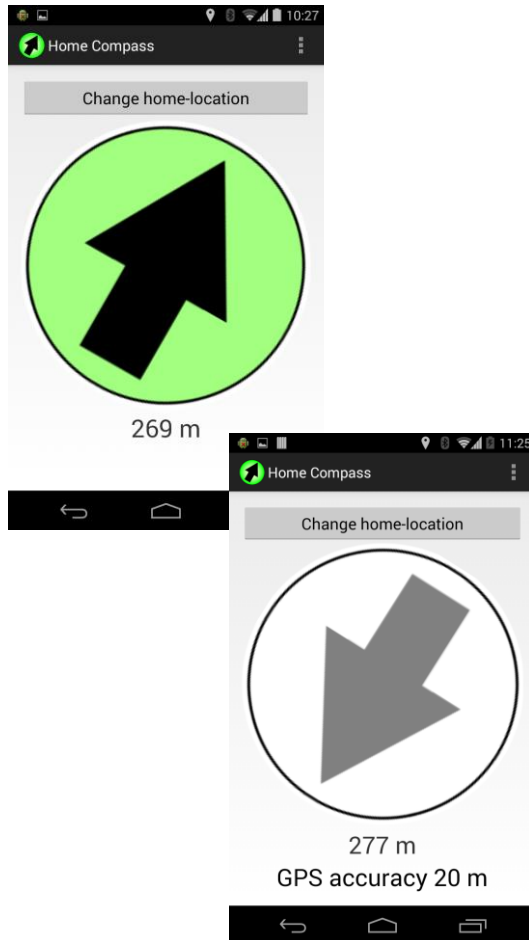 10:27
Home Compass
Change home-location
269 m
11:25
Home Compass
Change home-location
277 m
GPS accuracy 20 m